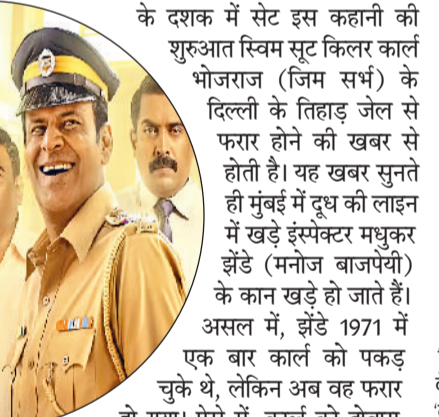 के दशक में सेट इस कहानी की
शुरुआत स्विम सूट किलर कार्ल
भोजराज (जिम सर्भ) के
दिल्ली के तिहाड़ जेल से
फरार होने की खबर से
होती है। यह खबर सुनते
ही मुंबई में दूध की लाइन
में खड़े इंस्पेक्टर मधुकर
झेंडे (मनोज बाजपेयी)
के कान खड़े हो जाते हैं।
असल में, झेंडे 1971 में
एक बार कार्ल को पकड़
चुके थे, लेकिन अब वह फरार